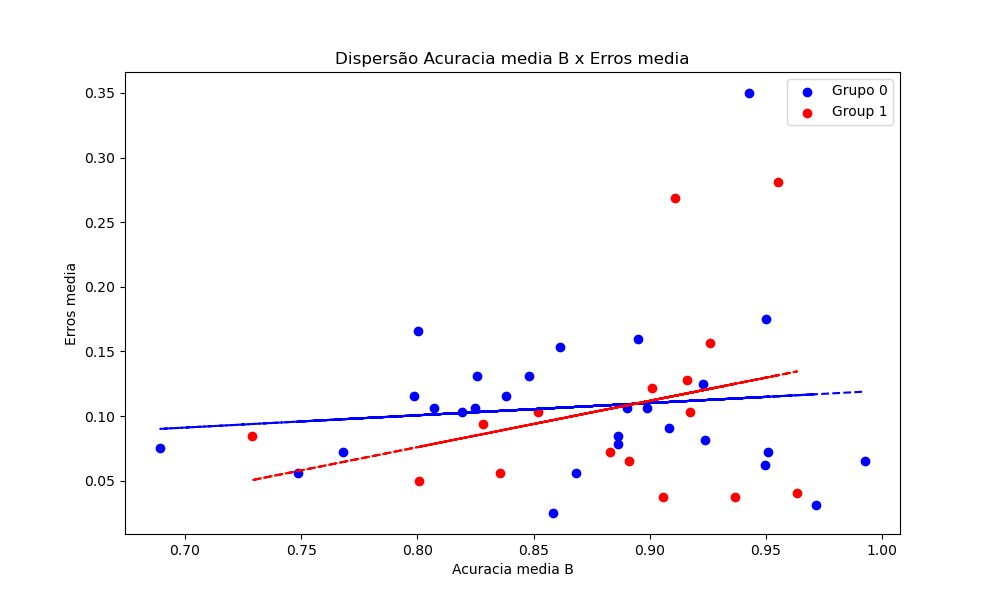 Dispersão Acuracia media B x Erros media
Grupo 0
Group 1
0.35
0.30
0.25
0.20
0.15
0.10
0.05
Erros media
0.70 0.75 0.80 0.85 0.90 0.95 1.00
Acuracia media B